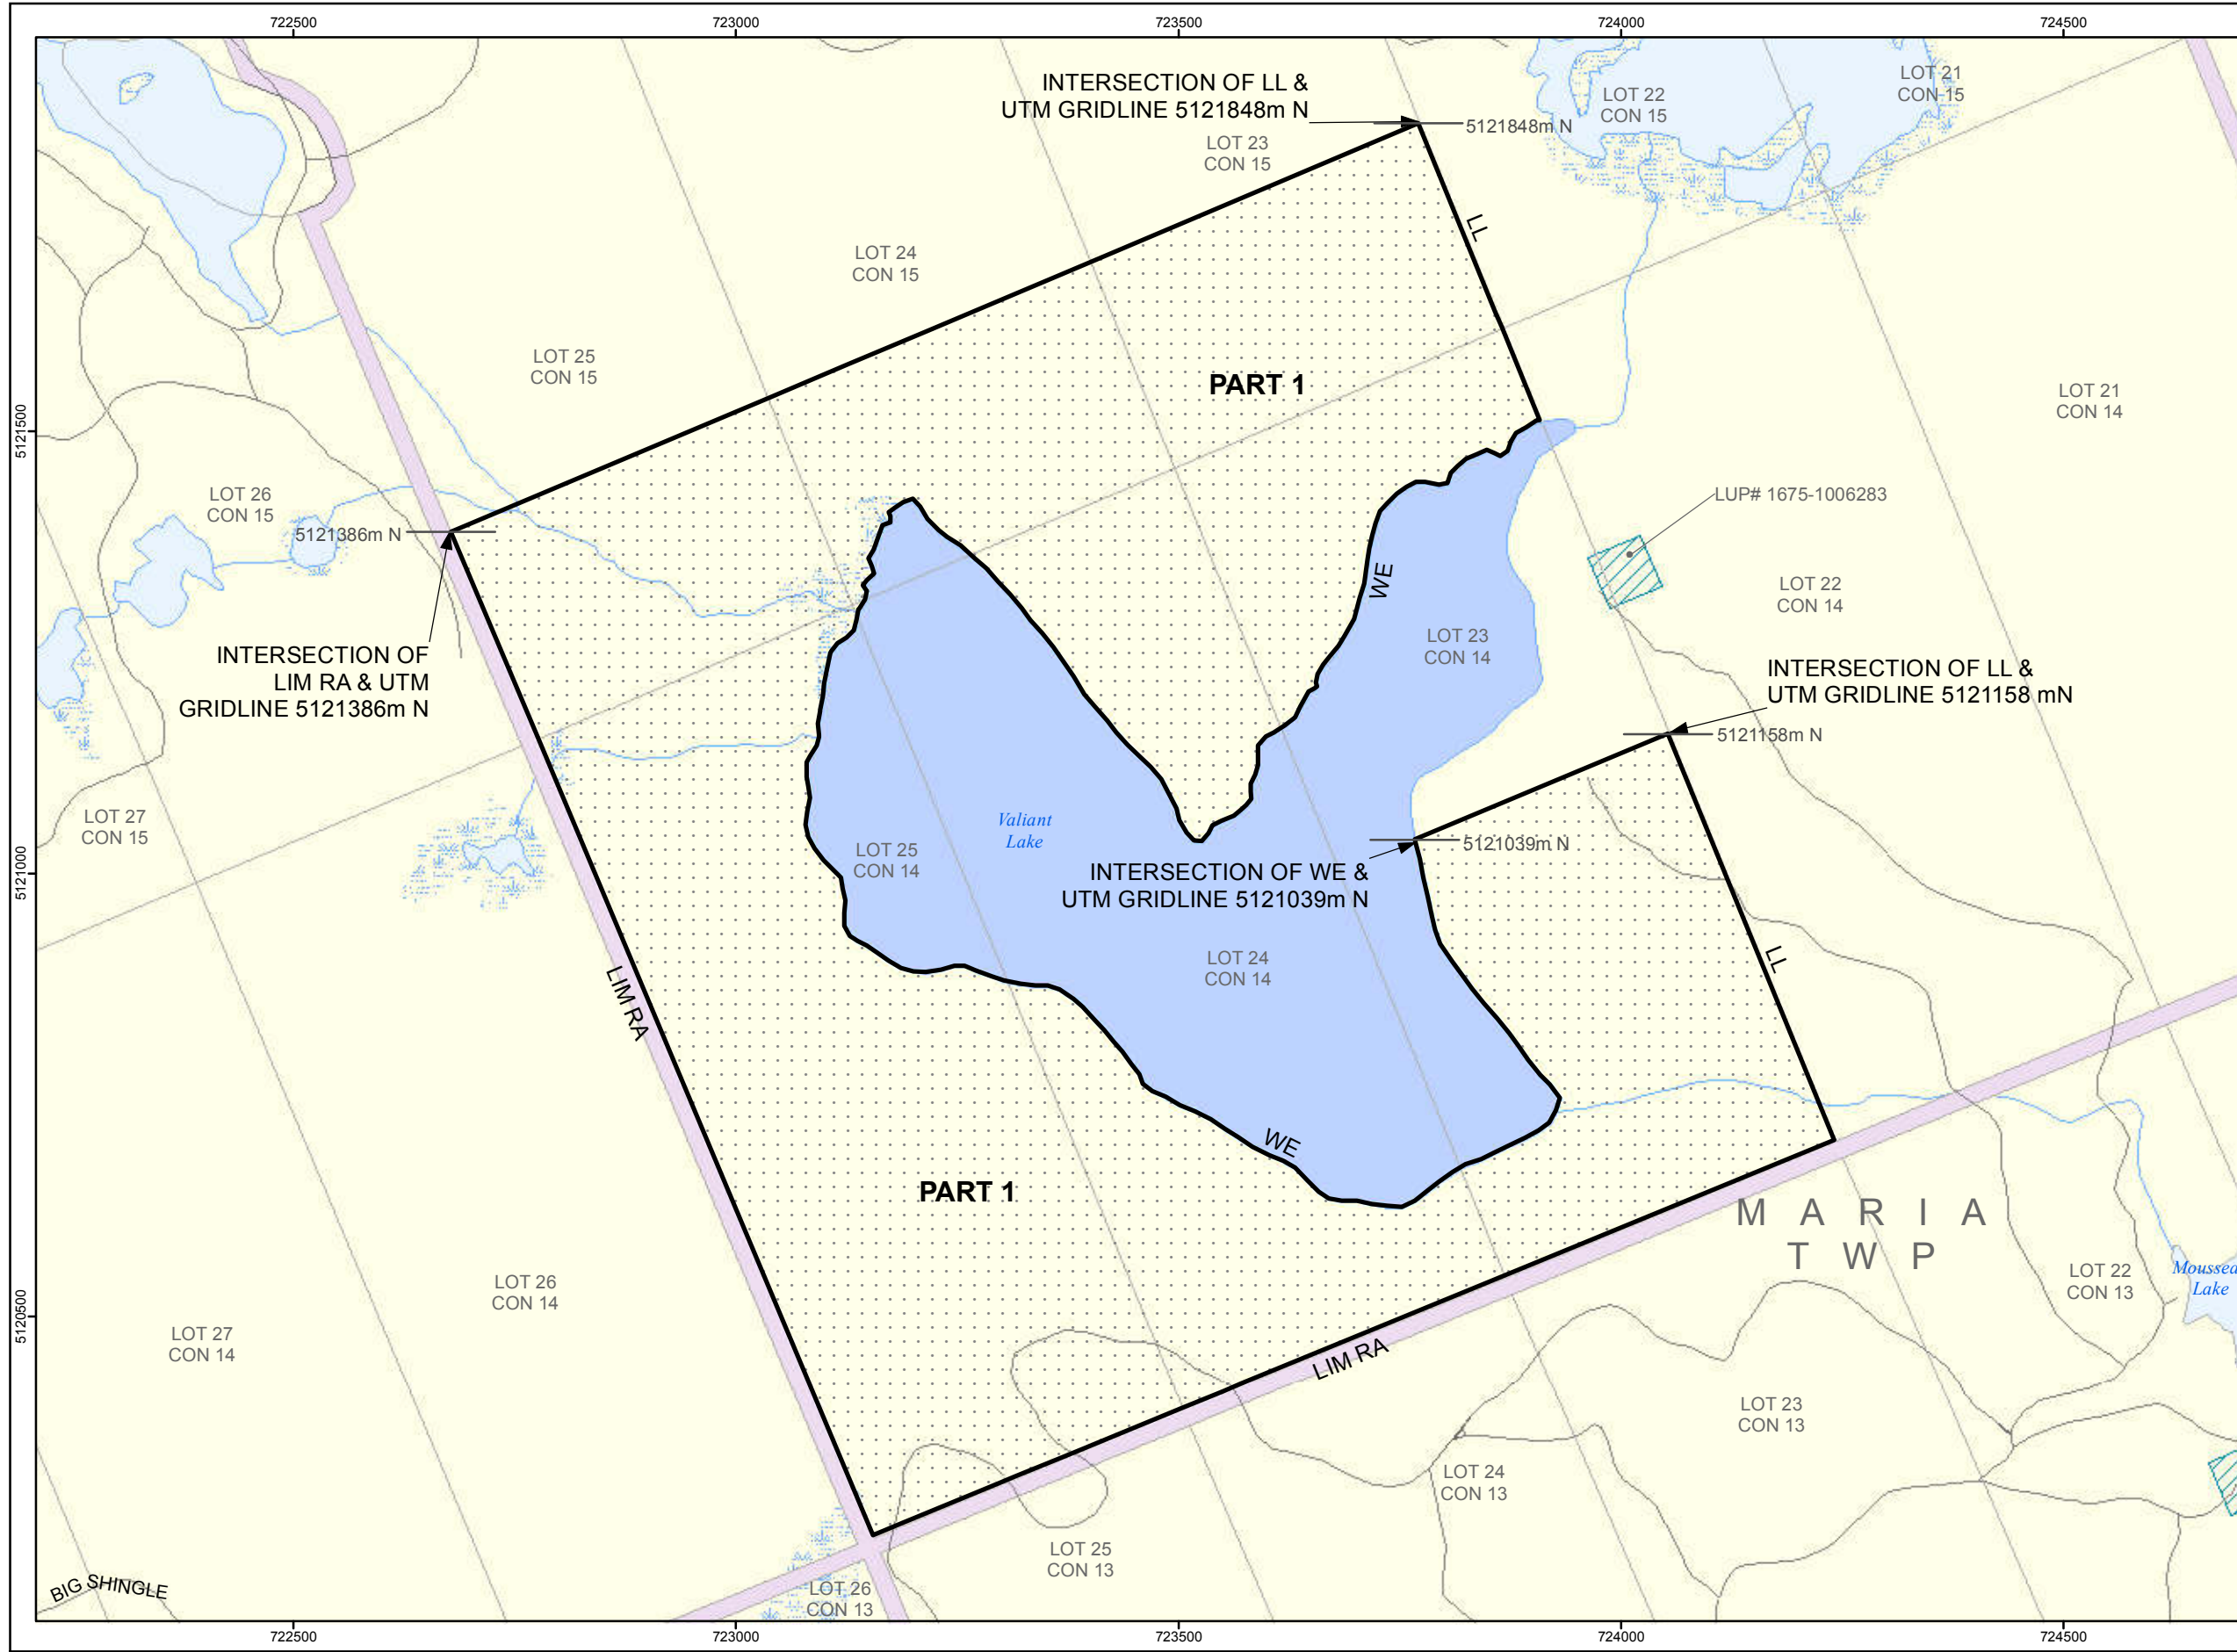 722500
723000
723500
724000
724500
INTERSECTION OF LL &
UTM GRIDLINE 5121848m N
5121848m N
LOT 23
CON 15
LOT 22
CON 15
LOT 21
CON 15
LL
LOT 24
CON 15
LOT 25
CON 15
PART 1
LOT 21
CON 14
5121500
LOT 26
CON 15
5121386m N
LUP# 1675-1006283
WE
LOT 22
CON 14
LOT 23
CON 14
INTERSECTION OF
LIM RA & UTM
GRIDLINE 5121386m N
INTERSECTION OF LL &
UTM GRIDLINE 5121158 mN
5121158m N
LOT 27
CON 15
Valiant
Lake
5121039m N
LOT 25
CON 14
5121000
INTERSECTION OF WE &
UTM GRIDLINE 5121039m N
LOT 24
CON 14
LL
LIM RA
WE
PART 1
MARIA
TWP
LOT 26
CON 14
LOT 22
CON 13
Lake
5120500
LOT 27
CON 14
LIM RA
LOT 23
CON 13
LOT 24
CON 13
LOT 25
CON 13
BIG SHINGLE
LOT 26
CON 13
722500
723000
723500
724000
724500